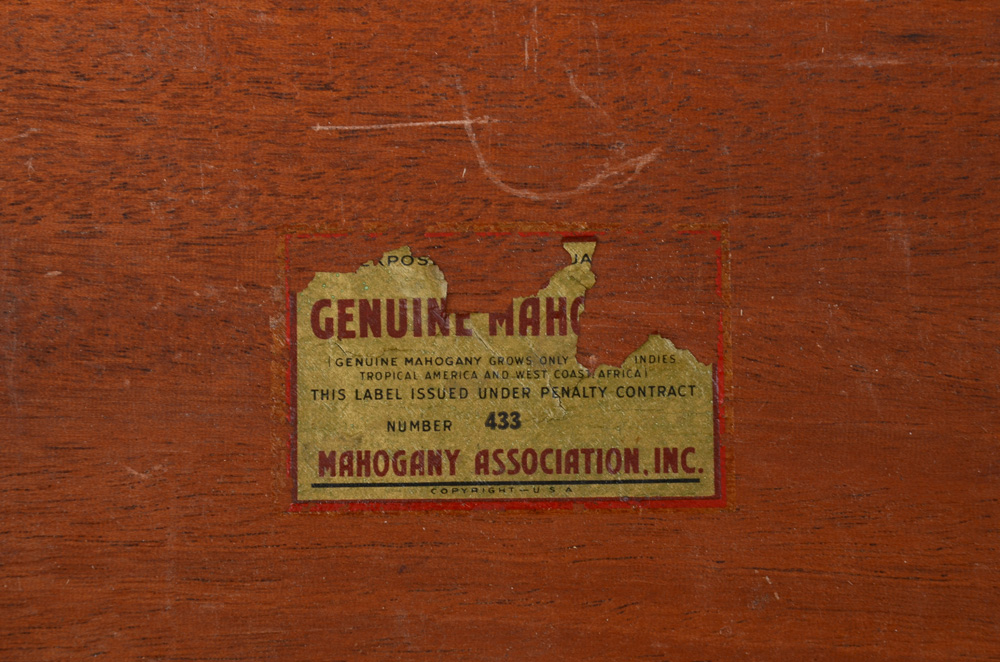 GENUINE MAHO
(GENUINE MAHOGANY GROWS ONLY INDIES
TROPICAL AMERICA AND WEST COAST AFRICA)
THIS LABEL ISSUED UNDER PENALTY CONTRACT
NUMBER 433
MAHOGANY ASSOCIATION, INC.
COPYRIGHT—U S A